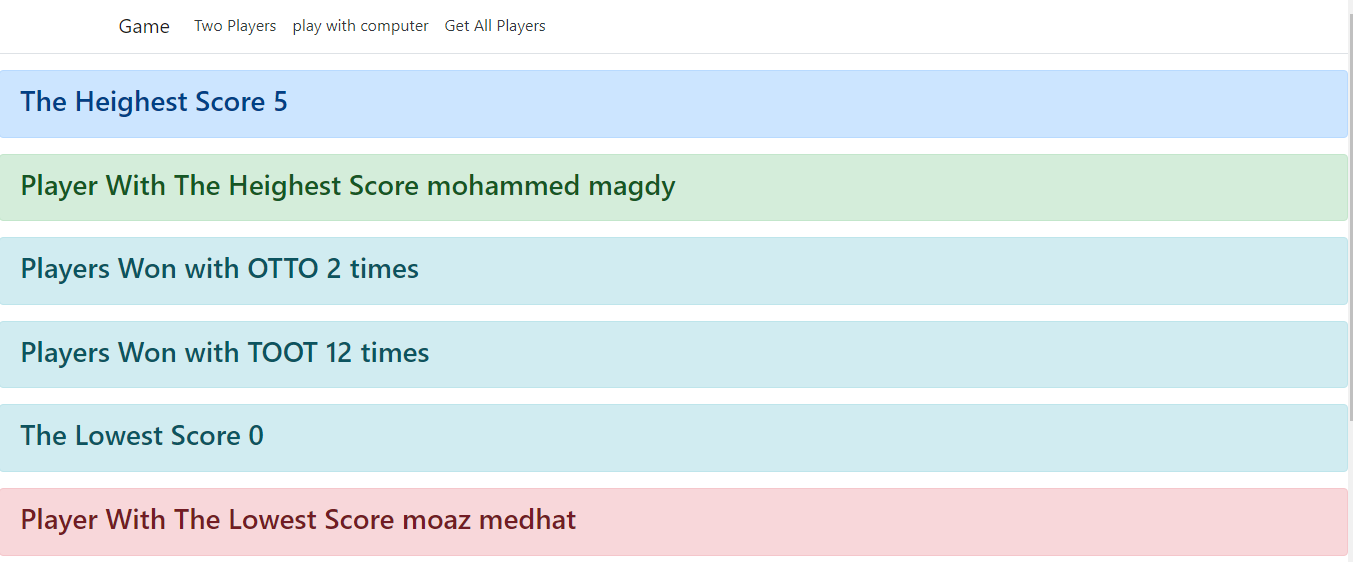 Game Two Players play with computer Get All Players
The Heighest Score 5
Player With The Heighest Score mohammed magdy
Players Won with OTTO 2 times
Players Won with TOOT 12 times
The Lowest Score 0
Player With The Lowest Score moaz medhat